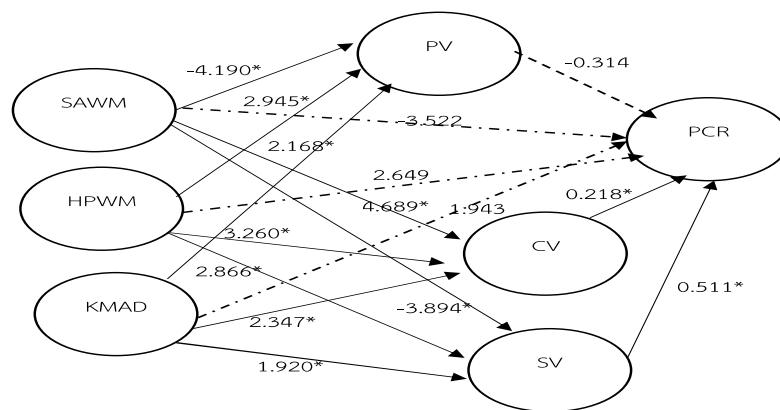 PV
-0.314
-4.190*
SAWM
2.945*
-3.522
PCR
2.168*
2.649
0.218*
HPWM
4.689*
1.943
3.260*
CV
2.866*
0.511*
KMAD
-3.894*
2.347*
1.920*
SV